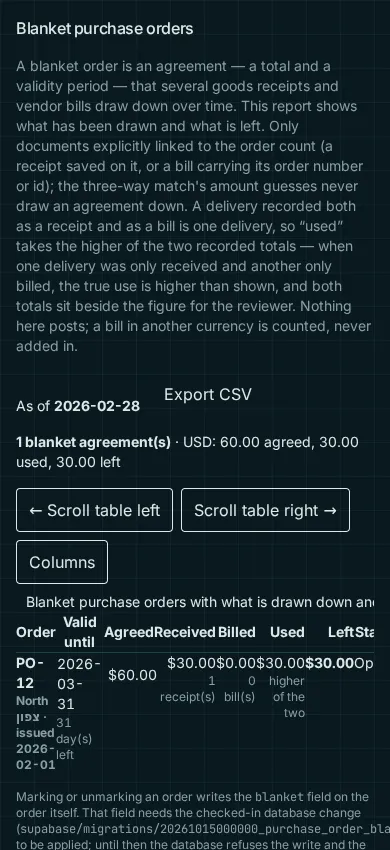 Blanket purchase orders
A blanket order is an agreement — a total and a
validity period — that several goods receipts and
vendor bills draw down over time. This report shows
what has been drawn and what is left. Only
documents explicitly linked to the order count (a
receipt saved on it, or a bill carrying its order number
or id); the three-way match's amount guesses never
draw an agreement down. A delivery recorded both
as a receipt and as a bill is one delivery, so “used”
takes the higher of the two recorded totals — when
one delivery was only received and another only
billed, the true use is higher than shown, and both
totals sit beside the figure for the reviewer. Nothing
here posts; a bill in another currency is counted, never
added in.
As of 2026-02-28 Export CSV
1 blanket agreement(s) · USD: 60.00 agreed, 30.00
used, 30.00 left
← Scroll table left Scroll table right →
Columns
Blanket purchase orders with what is drawn down and
Order Valid until Agreed Received Billed Used Left Sta
PO-12 2026-03-31 $60.00 $30.00 $0.00 $30.00 $30.00 Op
North 31 day(s) left 1 receipt(s) 0 bill(s) higher of the two
צפון ·
issued
2026-
02-01
Marking or unmarking an order writes the blanket field on
the order itself. That field needs the checked-in database change
(supabase/migrations/20261015000000_purchase_order_bla
to be applied; until then the database refuses the write and the